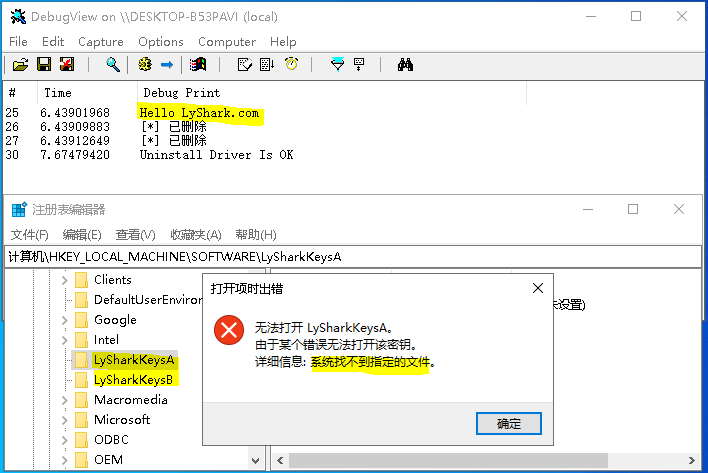 DebugView on \\DESKTOP-B53PAVI (local)
File Edit Capture Options Computer Help
# Time Debug Print
25 6.43901968 Hello LyShark.com
26 6.43909883 [*] 已删除
27 6.43912649 [*] 已删除
30 7.67479420 Uninstall Driver Is OK
注册表编辑器
文件(F) 编辑(E) 查看(V) 收藏夹(A) 帮助(H)
计算机\HKEY_LOCAL_MACHINE\SOFTWARE\LySharkKeysA
Clients
DefaultUserEnviron
Google
Intel
LySharkKeysA
LySharkKeysB
Macromedia
Microsoft
ODBC
OEM
打开项时出错
无法打开 LySharkKeysA。
由于某个错误无法打开该密钥。
详细信息: 系统找不到指定的文件。
确定
设置)